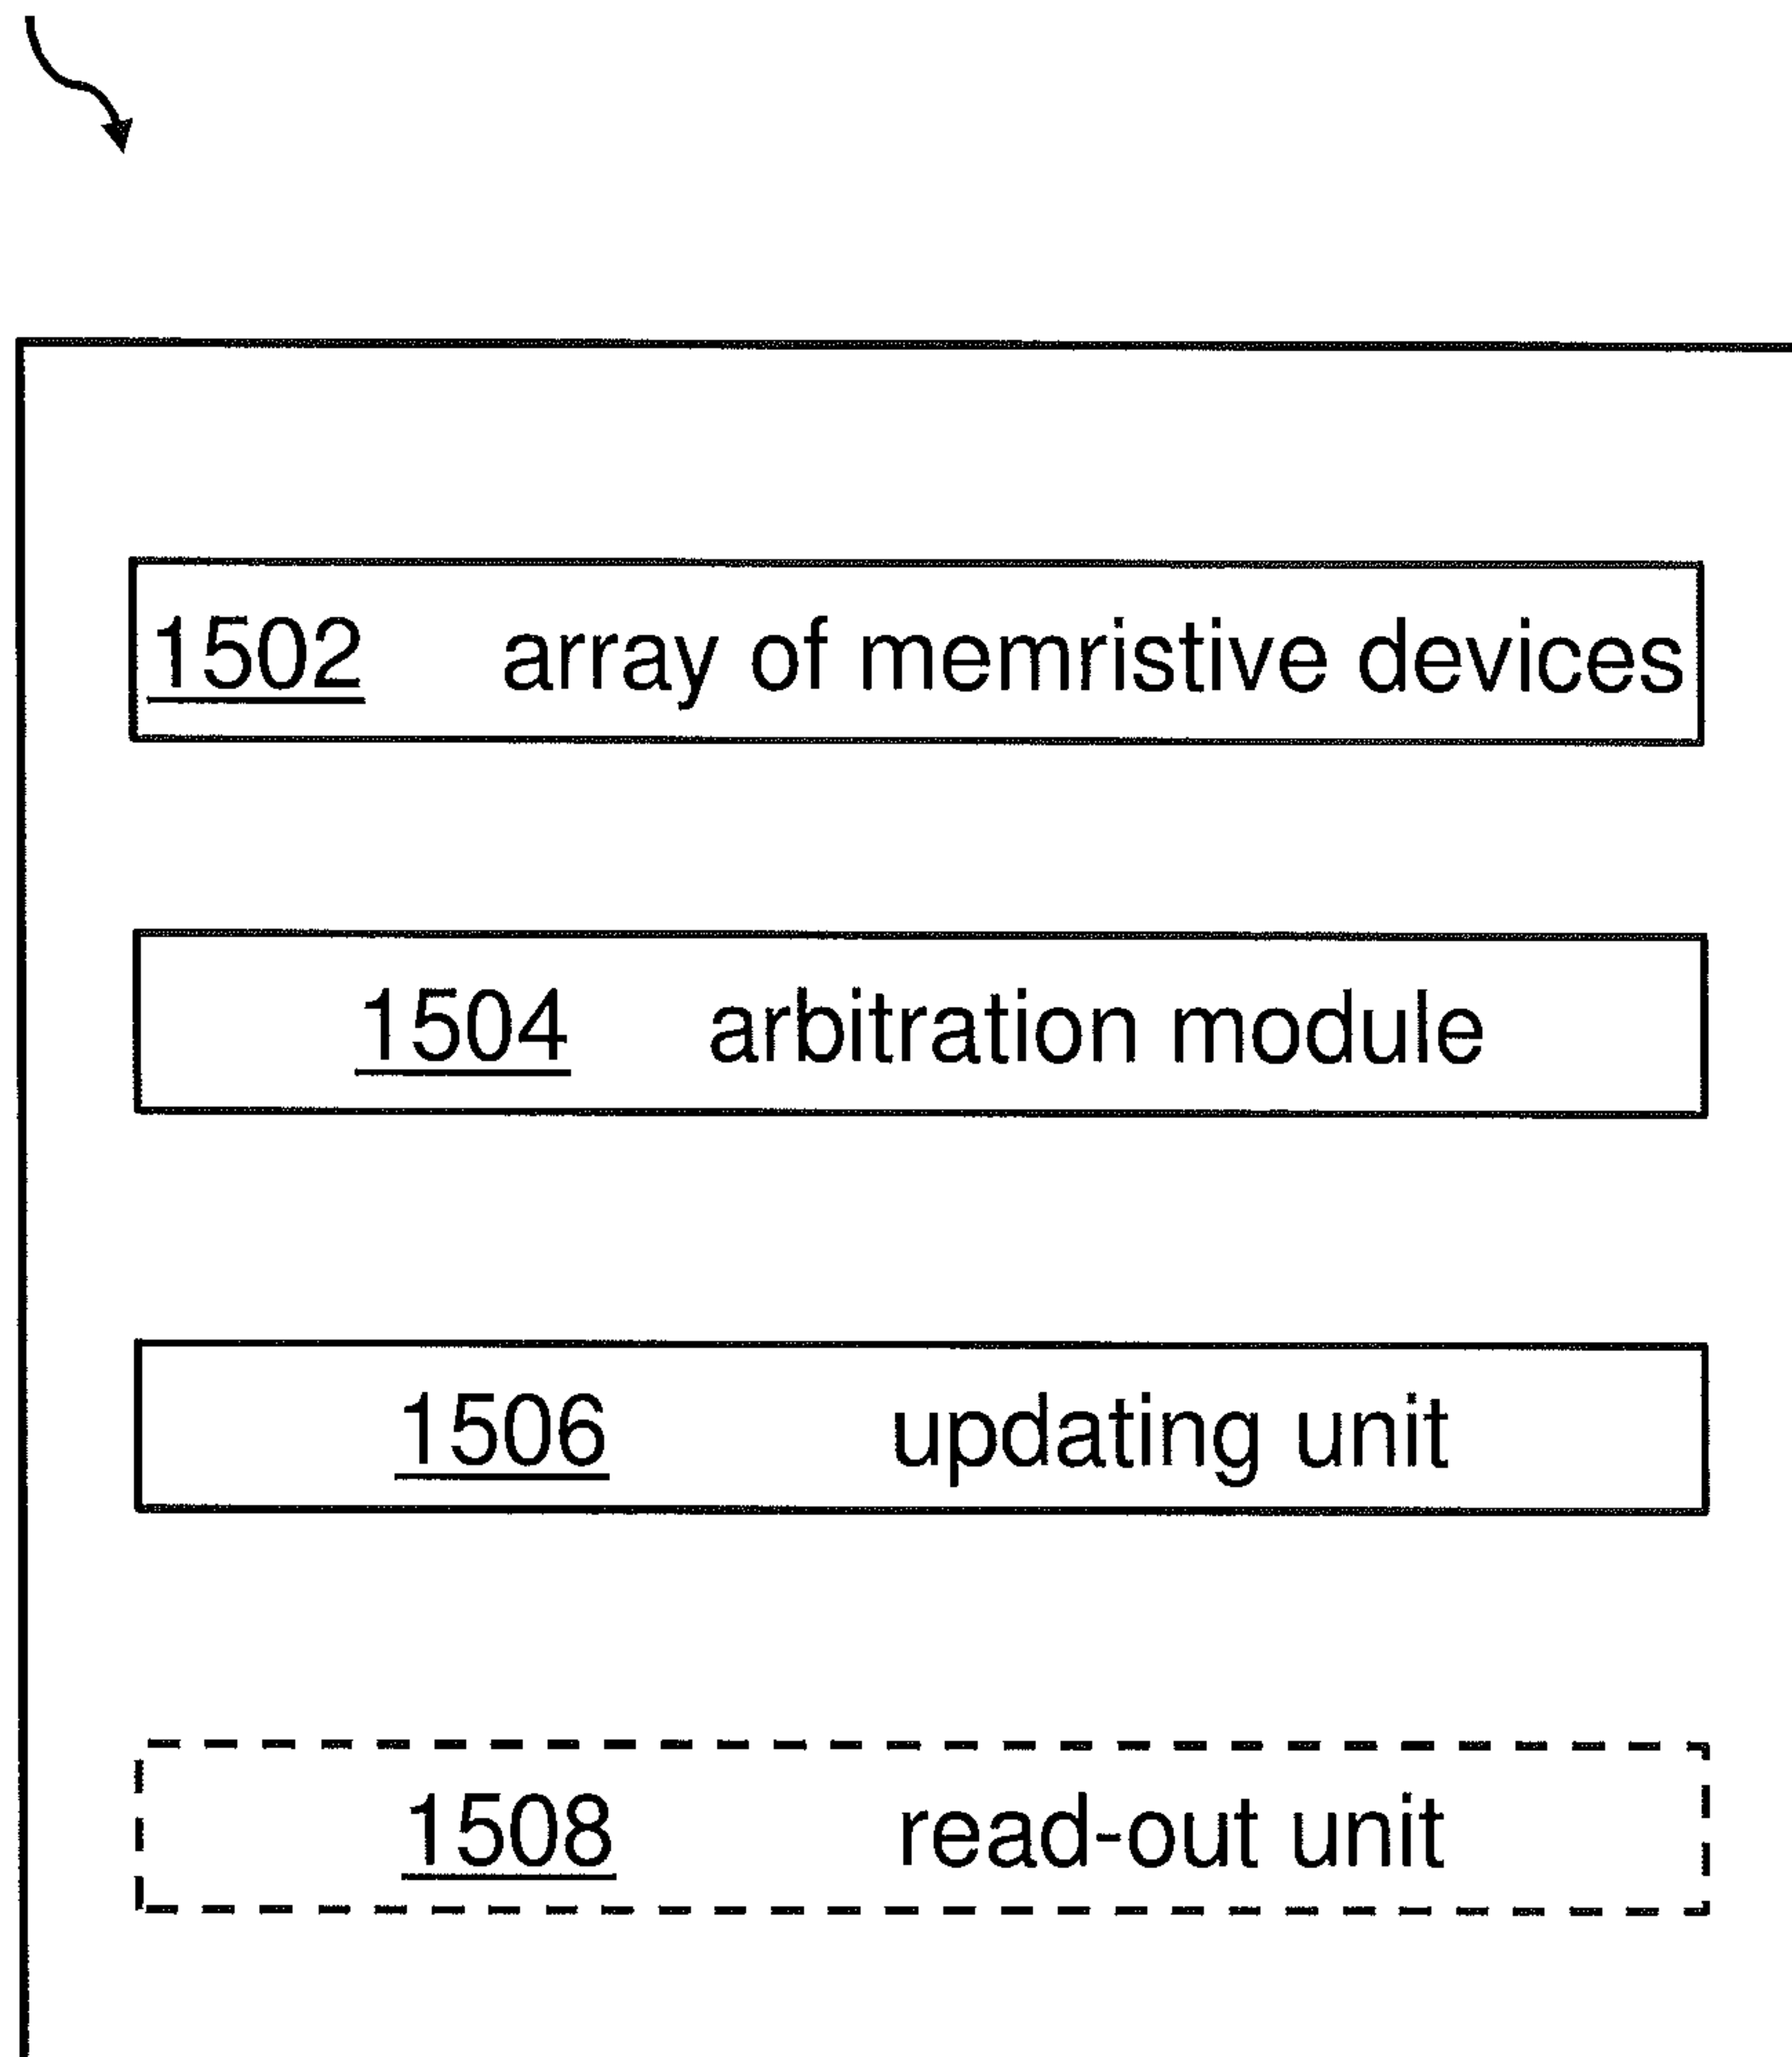 1502 array of memristive devices
1504 arbitration module
1506 updating unit
1508 read-out unit